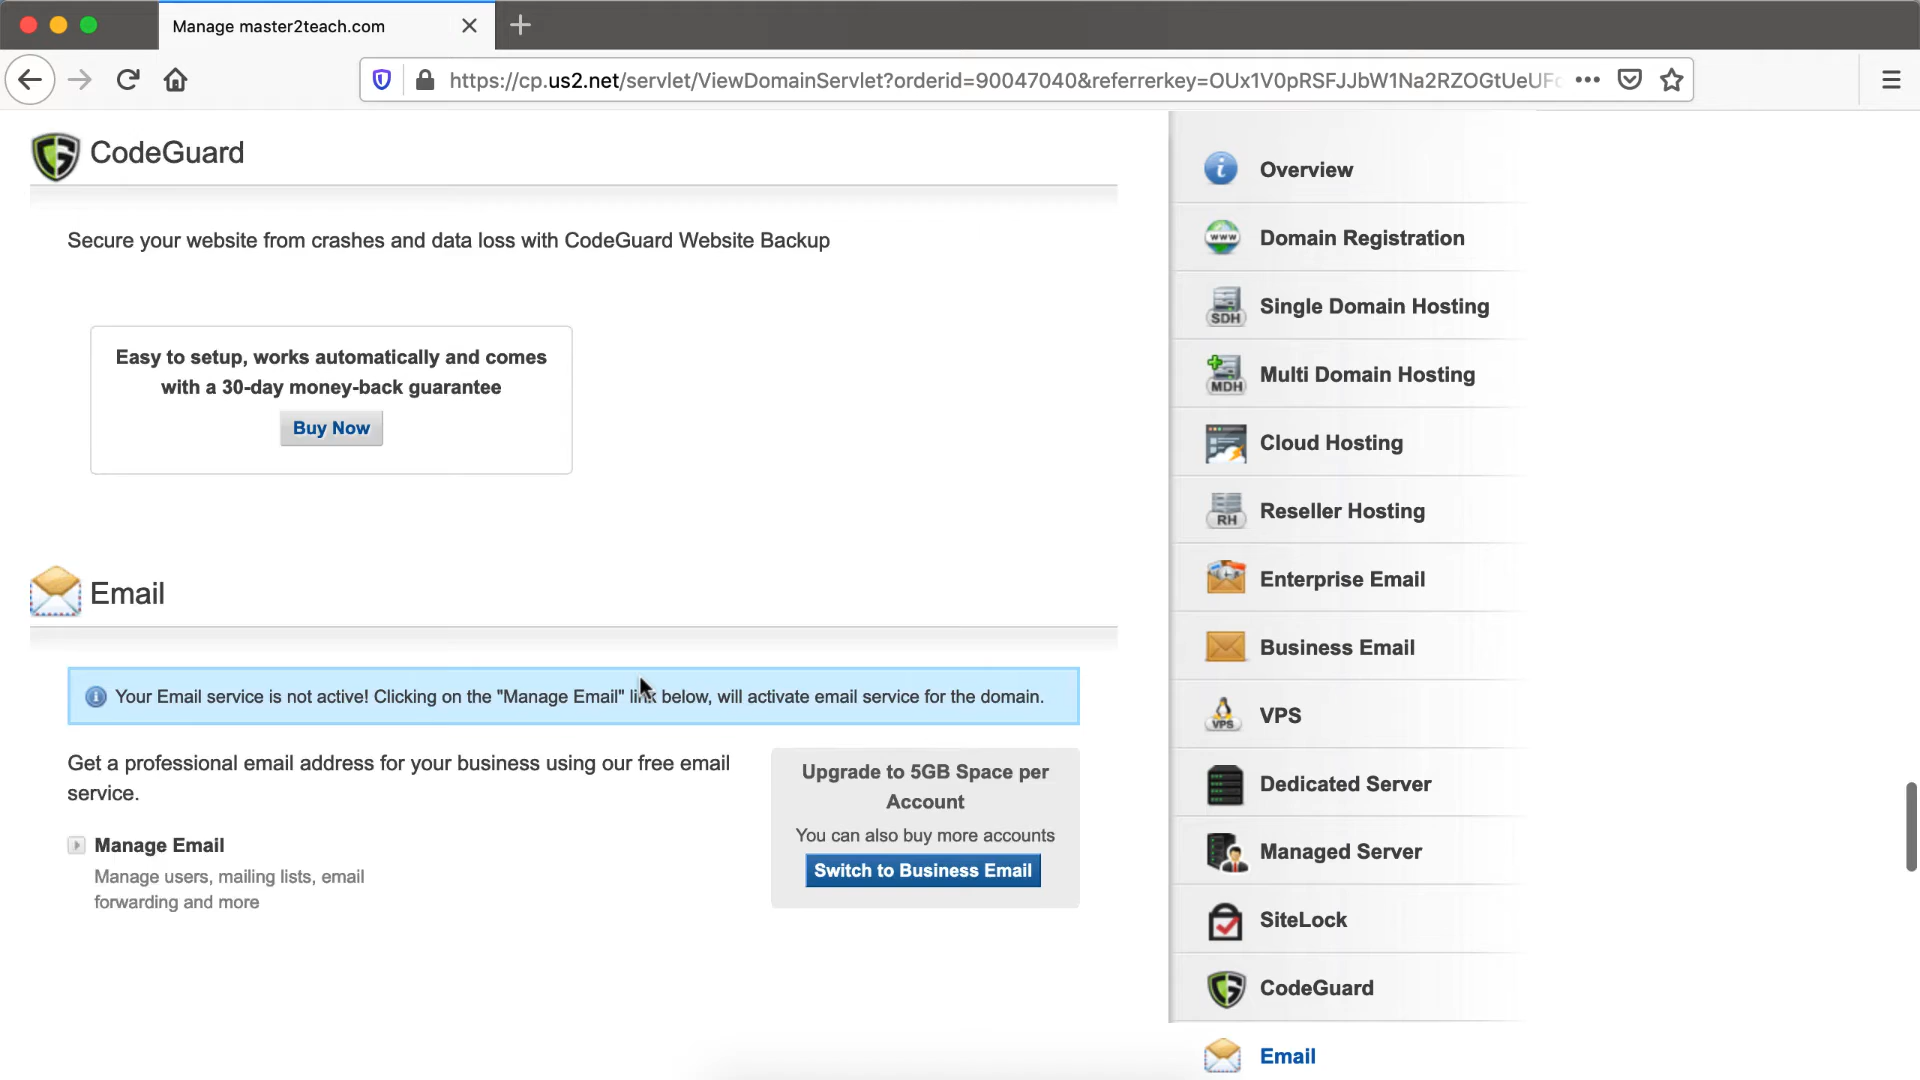 Manage master2teach.com
https://cp.us2.net/servlet/ViewDomainServlet?orderid=90047040&referrerkey=OUx1V0pRSFJJbW1Na2RZOGtUeUFc
CodeGuard
Secure your website from crashes and data loss with CodeGuard Website Backup
Easy to setup, works automatically and comes
with a 30-day money-back guarantee
Buy Now
Email
Your Email service is not active! Clicking on the "Manage Email" link below, will activate email service for the domain.
Get a professional email address for your business using our free email
service.
Manage Email
Manage users, mailing lists, email
forwarding and more
Upgrade to 5GB Space per
Account
You can also buy more accounts
Switch to Business Email
Overview
www
Domain Registration
SDH
Single Domain Hosting
MDH
Multi Domain Hosting
Cloud Hosting
RH
Reseller Hosting
Enterprise Email
Business Email
VPS
VPS
Dedicated Server
Managed Server
SiteLock
CodeGuard
Email